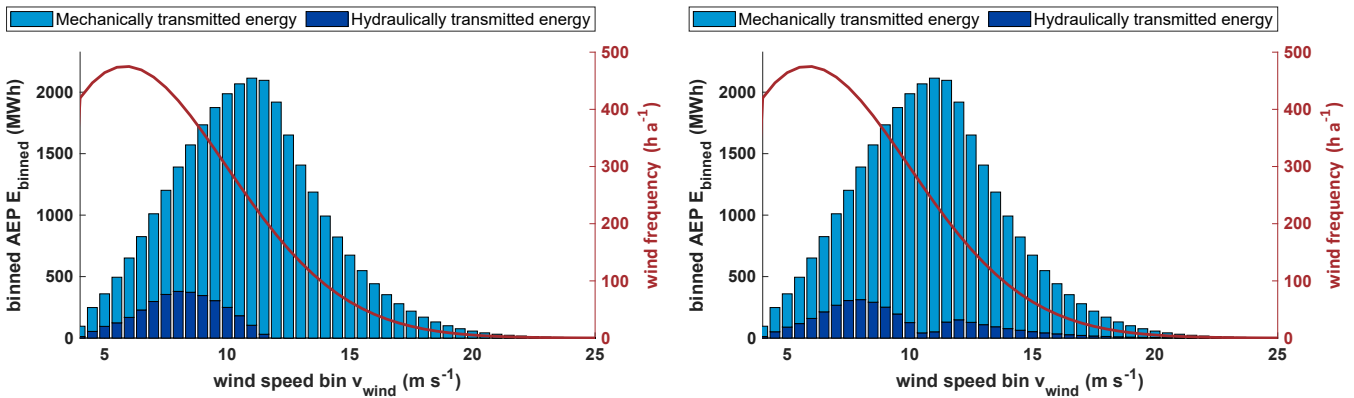 Mechanically transmitted energy Hydraulically transmitted energy
binned AEP E_binned (MWh)
2000
1500
1000
500
0
5 10 15 20 25
wind speed bin v_wind (m s⁻¹)
500
400
300
200
100
0
wind frequency (h a⁻¹)
Mechanically transmitted energy Hydraulically transmitted energy
binned AEP E_binned (MWh)
2000
1500
1000
500
0
5 10 15 20 25
wind speed bin v_wind (m s⁻¹)
500
400
300
200
100
0
wind frequency (h a⁻¹)